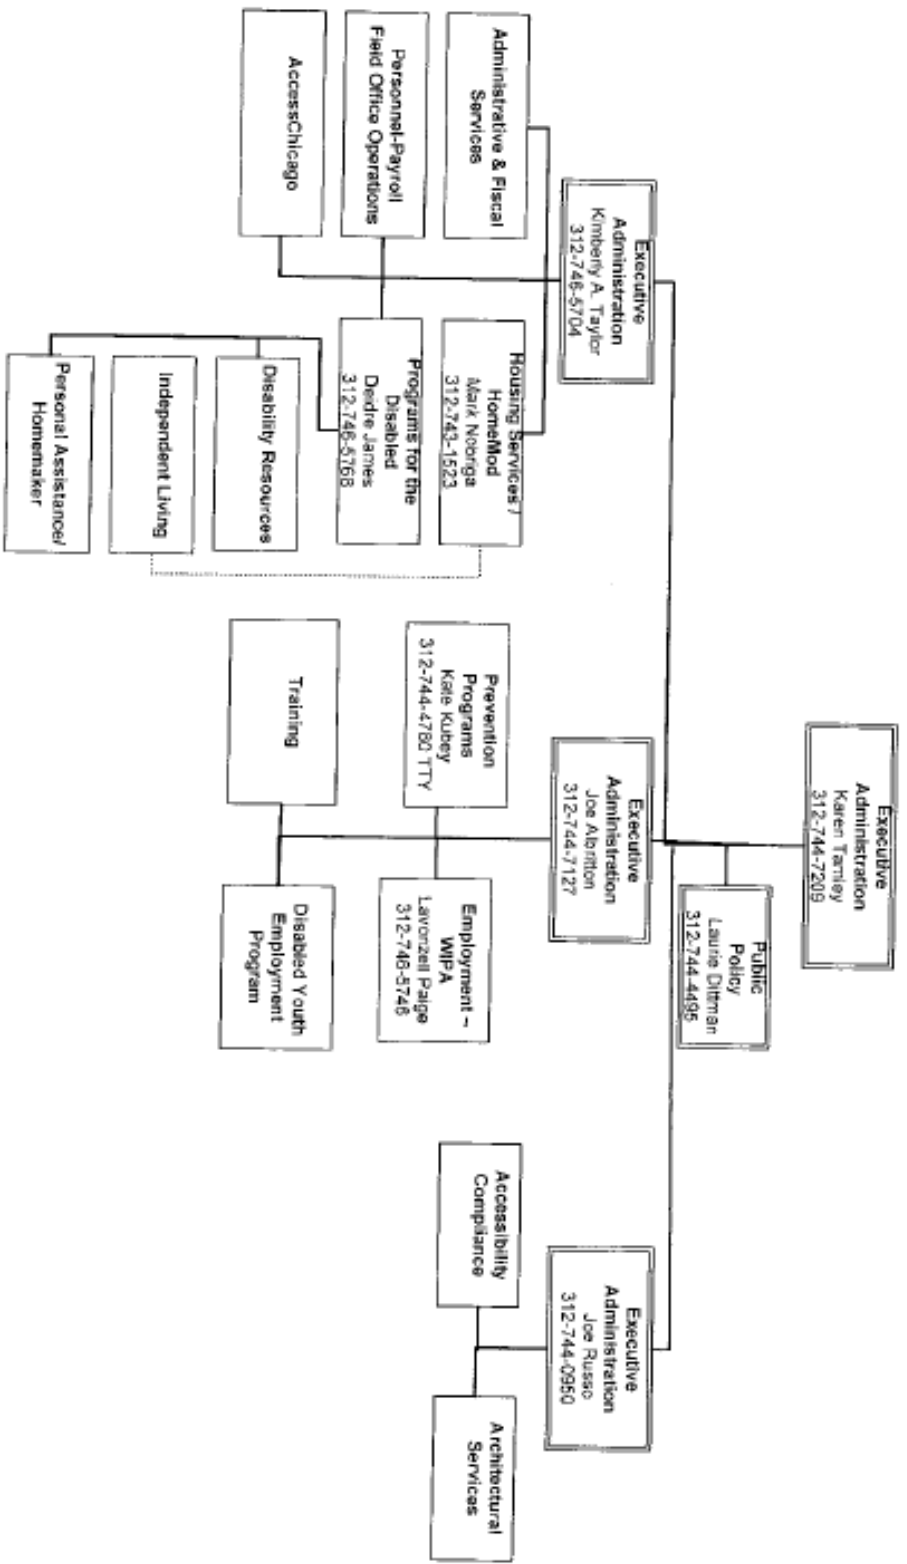 Executive
Administration
Karen Tamley
312-744-7209
Public
Policy
Laurie Dittman
312-744-4495
Executive
Administration
Kimberly A. Taylor
312-746-5704
Executive
Administration
Joe Albritton
312-744-7127
Executive
Administration
Joe Russo
312-744-0950
Administrative & Fiscal
Services
Housing Services /
HomeMod
Mark Nobriga
312-743-1523
Personnel-Payroll
Field Office Operations
Programs for the
Disabled
Deidre James
312-746-5768
AccessChicago
Disability Resources
Independent Living
Personal Assistance/
Homemaker
Prevention
Programs
Kate Kubey
312-744-4780 TTY
Employment –
WIPA
Lavonzell Paige
312-746-5746
Training
Disabled Youth
Employment
Program
Accessibility
Compliance
Architectural
Services